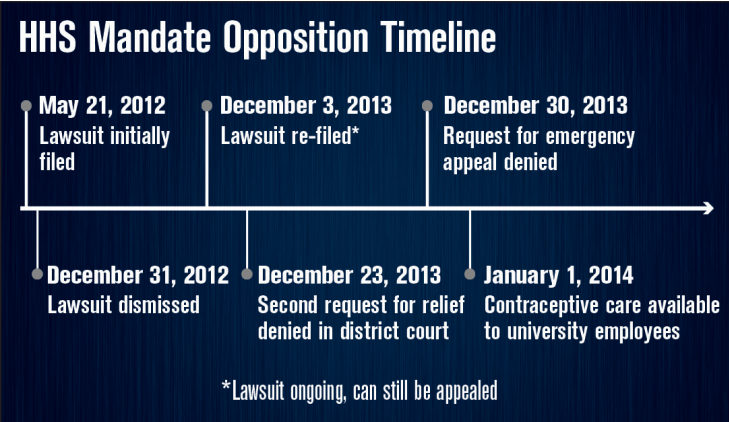 HHS Mandate Opposition Timeline
May 21, 2012
Lawsuit initially
filed
December 31, 2012
Lawsuit dismissed
December 3, 2013
Lawsuit re-filed*
December 23, 2013
Second request for relief
denied in district court
December 30, 2013
Request for emergency
appeal denied
January 1, 2014
Contraceptive care available
to university employees
*Lawsuit ongoing, can still be appealed